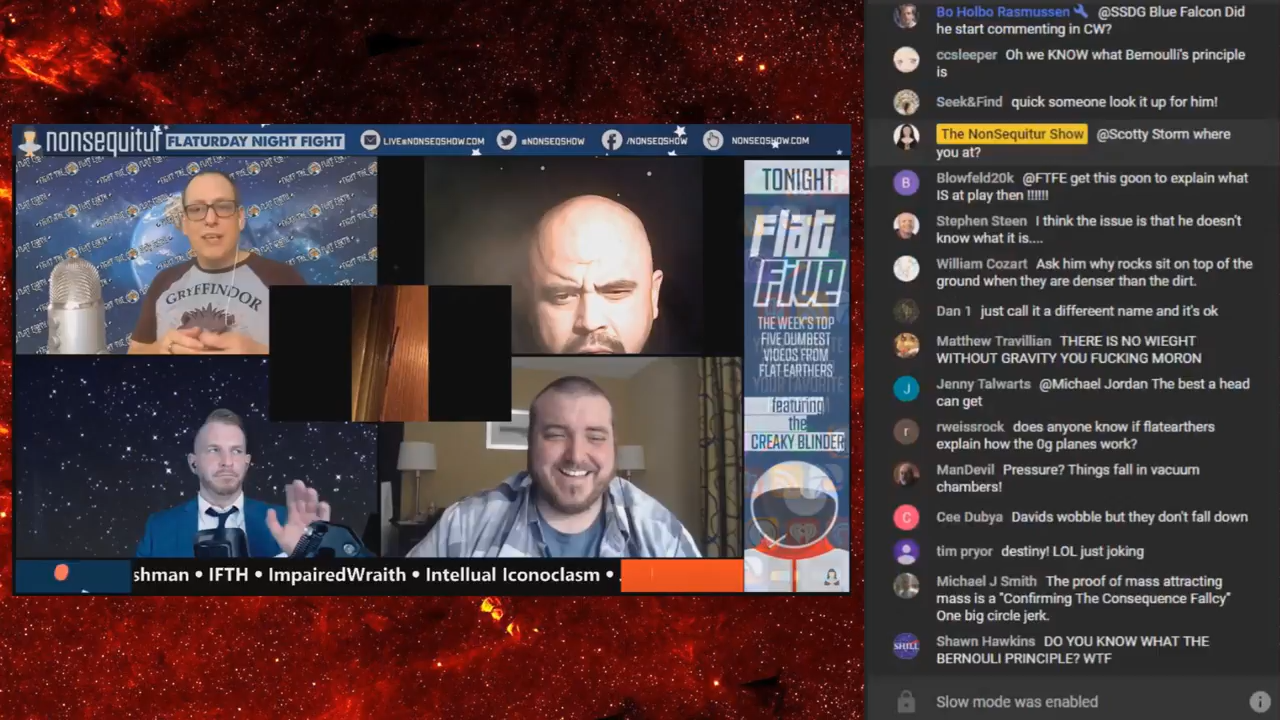 nonsequitur FLATURDAY NIGHT FIGHT LIVE@NONSEQSHOW.COM @NONSEQSHOW /NONSEQSHOW NONSEQSHOW.COM
GRYFFINDOR
TONIGHT
Flat
Five
THE WEEK'S TOP
FIVE DUMBEST
VIDEOS FROM
FLAT EARTHERS
featuring
the
CREAKY BLINDER
shman • IFTH • ImpairedWraith • Intellual Iconoclasm •
Bo Holbo Rasmussen @SSDG Blue Falcon Did
he start commenting in CW?
ccsleeper Oh we KNOW what Bernoulli's principle
is
Seek&Find quick someone look it up for him!
The NonSequitur Show @Scotty Storm where
you at?
Blowfeld20k @FTFE get this goon to explain what
IS at play then !!!!!!
Stephen Steen I think the issue is that he doesn't
know what it is....
William Cozart Ask him why rocks sit on top of the
ground when they are denser than the dirt.
Dan 1 just call it a difeerent name and it's ok
Matthew Travillian THERE IS NO WIEGHT
WITHOUT GRAVITY YOU FUCKING MORON
J
Jenny Talwarts @Michael Jordan The best a head
can get
r
rweissrock does anyone know if flatearthers
explain how the 0g planes work?
ManDevil Pressure? Things fall in vacuum
chambers!
C
Cee Dubya Davids wobble but they don't fall down
tim pryor destiny! LOL just joking
Michael J Smith The proof of mass attracting
mass is a "Confirming The Consequence Fallcy"
One big circle jerk.
SHILL
Shawn Hawkins DO YOU KNOW WHAT THE
BERNOULI PRINCIPLE? WTF
Slow mode was enabled